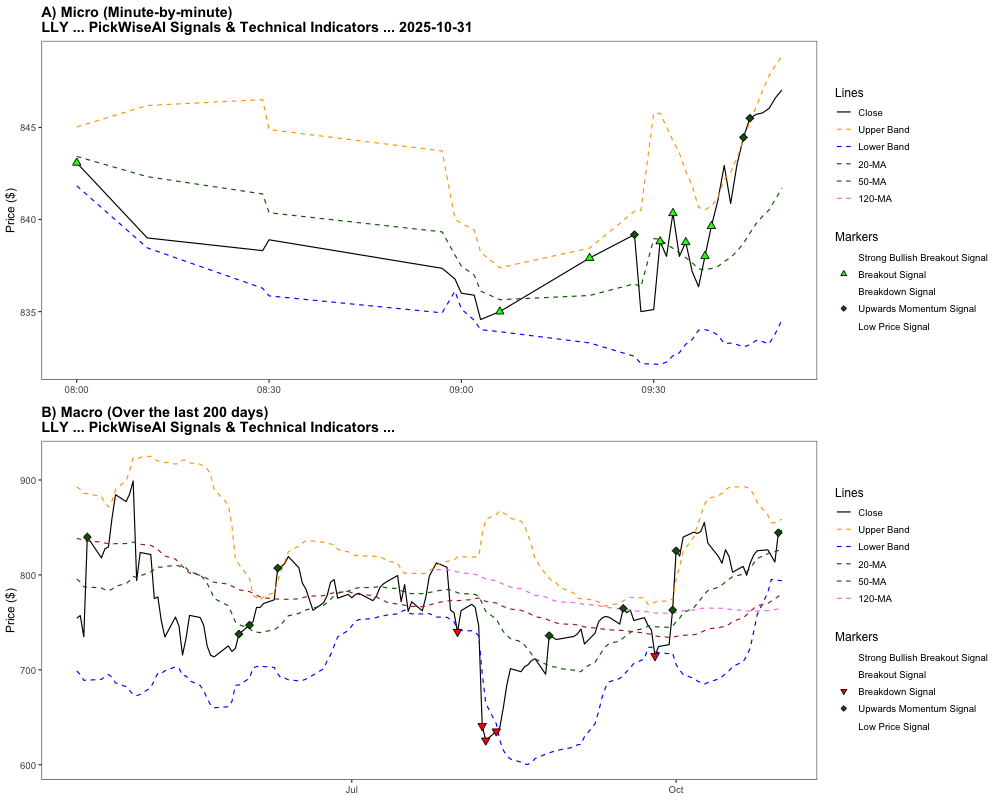 A) Micro (Minute-by-minute)
LLY ... PickWiseAI Signals & Technical Indicators ... 2025-10-31
Price ($)
845
840
835
08:00
08:30
09:00
09:30
Lines
Close
Upper Band
Lower Band
20-MA
50-MA
120-MA
Markers
Strong Bullish Breakout Signal
Breakout Signal
Breakdown Signal
Upwards Momentum Signal
Low Price Signal
B) Macro (Over the last 200 days)
LLY ... PickWiseAI Signals & Technical Indicators ...
Price ($)
900
800
700
600
Jul
Oct
Lines
Close
Upper Band
Lower Band
20-MA
50-MA
120-MA
Markers
Strong Bullish Breakout Signal
Breakout Signal
Breakdown Signal
Upwards Momentum Signal
Low Price Signal